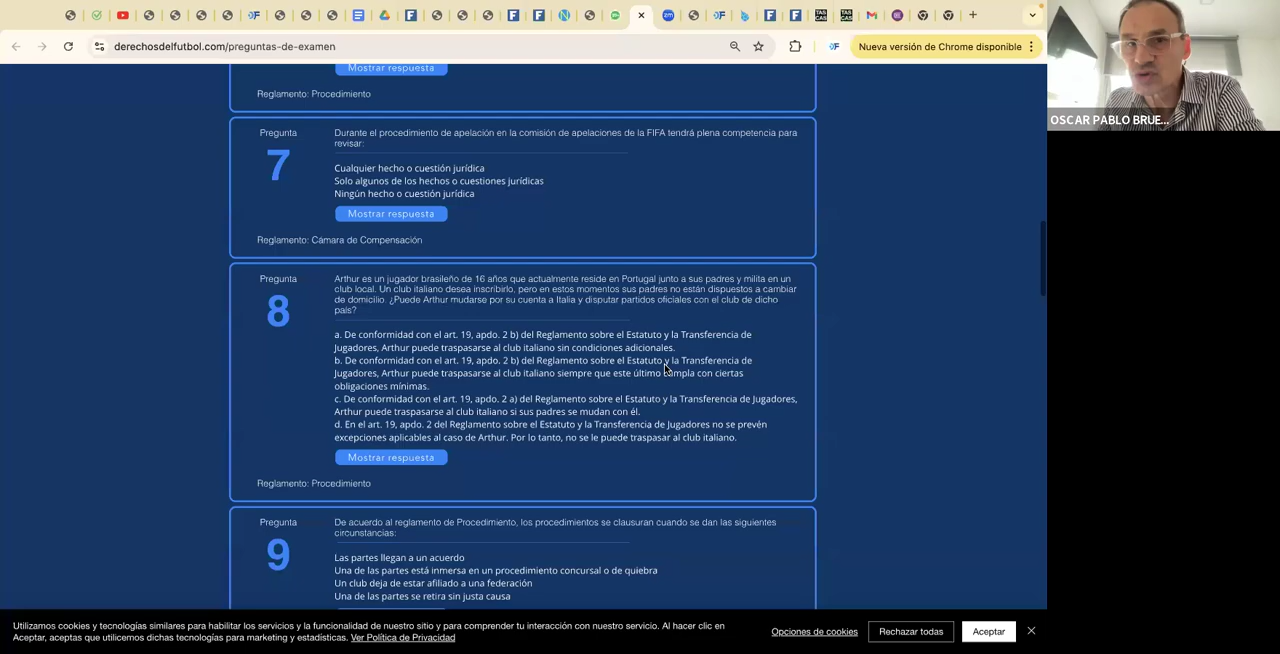 derechosdelfutbol.com/preguntas-de-examen
Nueva versión de Chrome disponible
Mostrar respuesta
Reglamento: Procedimiento
Pregunta
7
Durante el procedimiento de apelación en la comisión de apelaciones de la FIFA tendrá plena competencia para
revisar:
Cualquier hecho o cuestión jurídica
Solo algunos de los hechos o cuestiones jurídicas
Ningún hecho o cuestión jurídica
Mostrar respuesta
Reglamento: Cámara de Compensación
Pregunta
8
Arthur es un jugador brasileño de 16 años que actualmente reside en Portugal junto a sus padres y milita en un
club local. Un club italiano desea inscribirlo, pero en estos momentos sus padres no están dispuestos a cambiar
de domicilio. ¿Puede Arthur mudarse por su cuenta a Italia y disputar partidos oficiales con el club de dicho
país?
a. De conformidad con el art. 19, apdo. 2 b) del Reglamento sobre el Estatuto y la Transferencia de
Jugadores, Arthur puede traspasarse al club italiano sin condiciones adicionales.
b. De conformidad con el art. 19, apdo. 2 b) del Reglamento sobre el Estatuto y la Transferencia de
Jugadores, Arthur puede traspasarse al club italiano siempre que este último cumpla con ciertas
obligaciones mínimas.
c. De conformidad con el art. 19, apdo. 2 a) del Reglamento sobre el Estatuto y la Transferencia de Jugadores,
Arthur puede traspasarse al club italiano si sus padres se mudan con él.
d. En el art. 19, apdo. 2 del Reglamento sobre el Estatuto y la Transferencia de Jugadores no se prevén
excepciones aplicables al caso de Arthur. Por lo tanto, no se le puede traspasar al club italiano.
Mostrar respuesta
Reglamento: Procedimiento
Pregunta
9
De acuerdo al reglamento de Procedimiento, los procedimientos se clausuran cuando se dan las siguientes
circunstancias:
Las partes llegan a un acuerdo
Una de las partes está inmersa en un procedimiento concursal o de quiebra
Un club deja de estar afiliado a una federación
Una de las partes se retira sin justa causa
Utilizamos cookies y tecnologías similares para habilitar los servicios y la funcionalidad de nuestro sitio y para comprender tu interacción con nuestro servicio. Al hacer clic en
Aceptar, aceptas que utilicemos dichas tecnologías para marketing y estadísticas. Ver Política de Privacidad
Opciones de cookies
Rechazar todas
Aceptar
OSCAR PABLO BRUE...